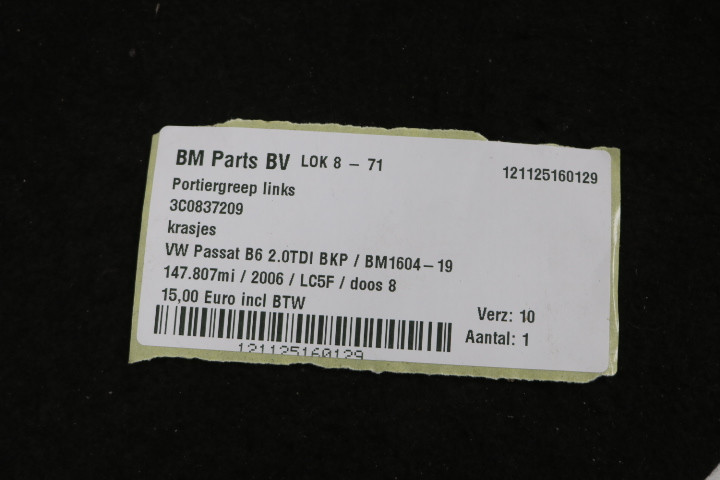 BM Parts BV LOK 8 - 71
121125160129
Portiergreep links
3C0837209
krasjes
VW Passat B6 2.0TDI BKP / BM1604-19
147.807mi / 2006 / LC5F / doos 8
15,00 Euro incl BTW
Verz: 10
Aantal: 1
121125160129